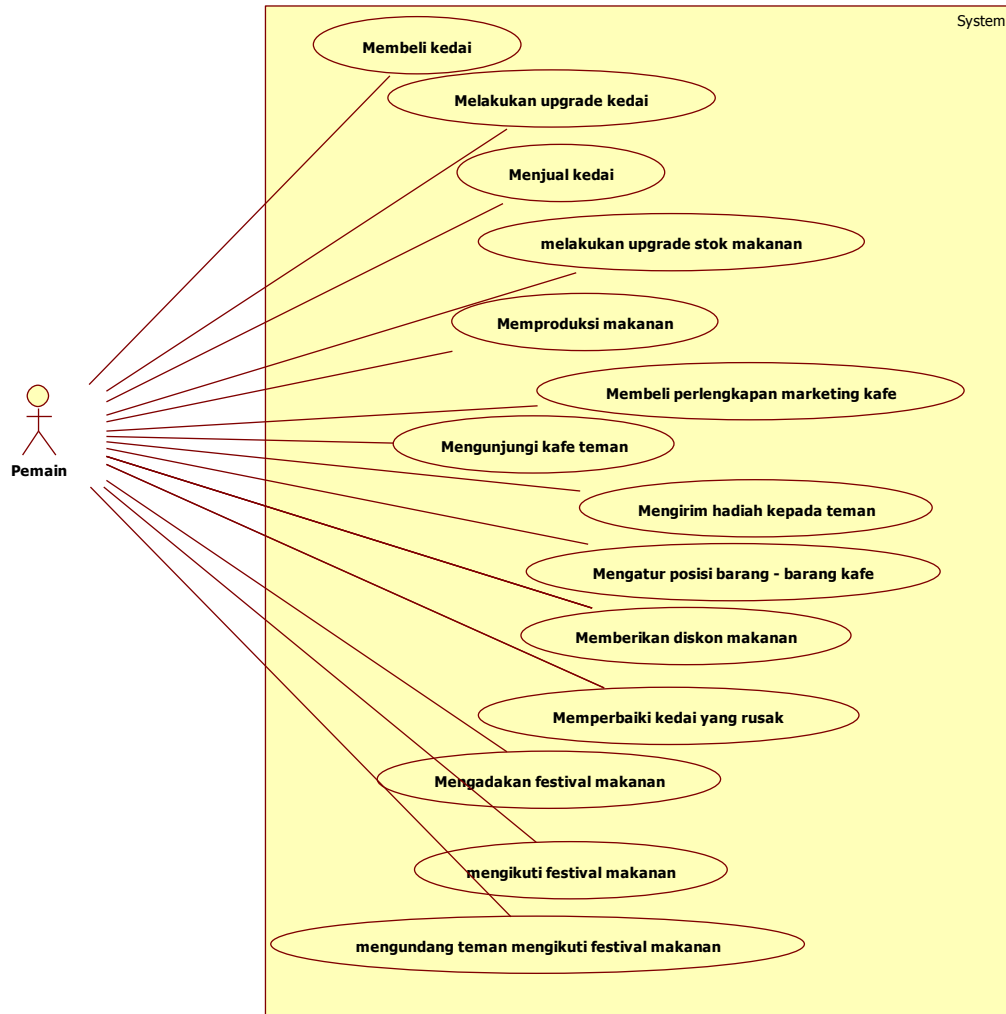 System
Membeli kedai
Melakukan upgrade kedai
Menjual kedai
melakukan upgrade stok makanan
Memproduksi makanan
Membeli perlengkapan marketing kafe
Mengunjungi kafe teman
Pemain
Mengirim hadiah kepada teman
Mengatur posisi barang - barang kafe
Memberikan diskon makanan
Memperbaiki kedai yang rusak
Mengadakan festival makanan
mengikuti festival makanan
mengundang teman mengikuti festival makanan